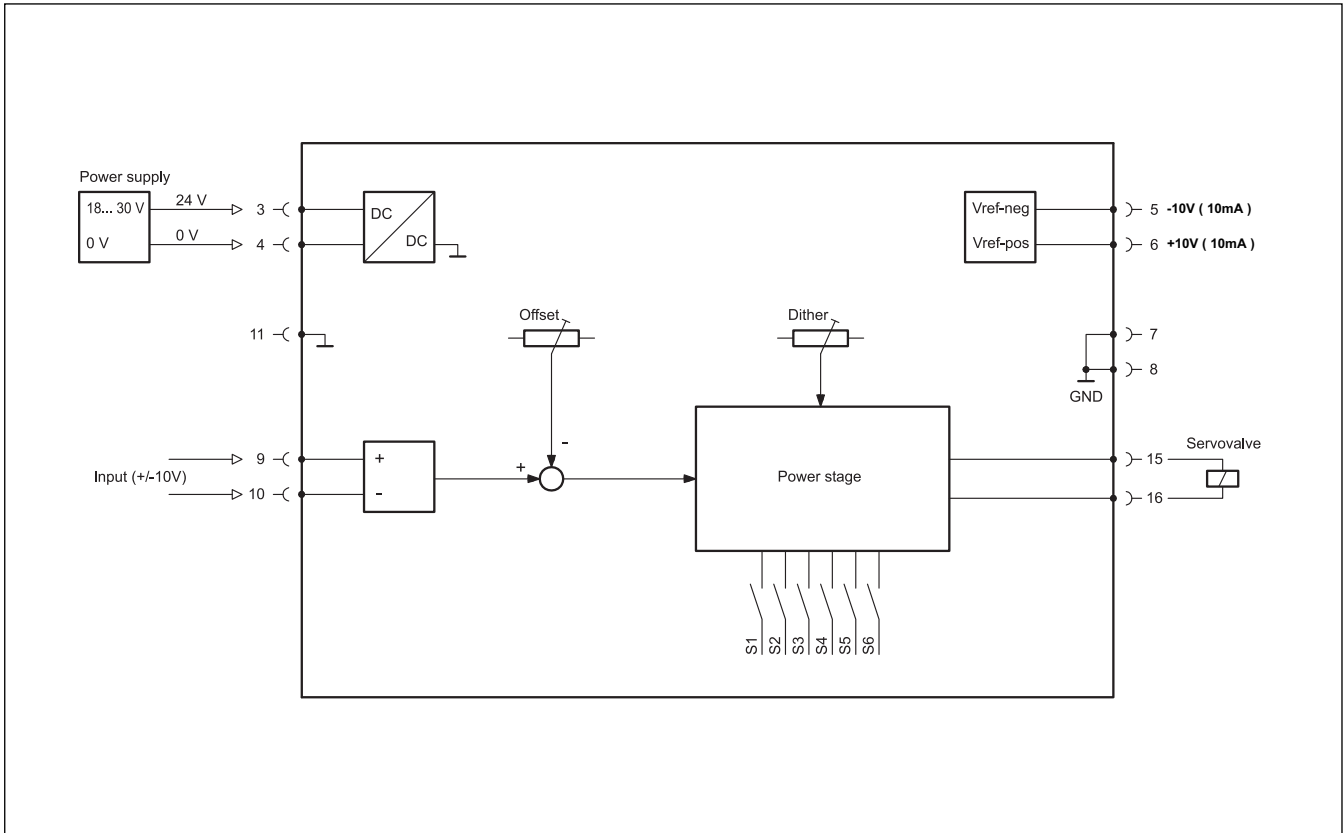 Power supply
18... 30 V
24 V
3
0 V
0 V
4
DC
DC
Vref-neg
Vref-pos
5 -10V ( 10mA )
6 +10V ( 10mA )
11
Offset
Dither
7
8
GND
-
+
Input (+/-10V)
9
10
+
-
Power stage
15
16
Servovalve
S1
S2
S3
S4
S5
S6